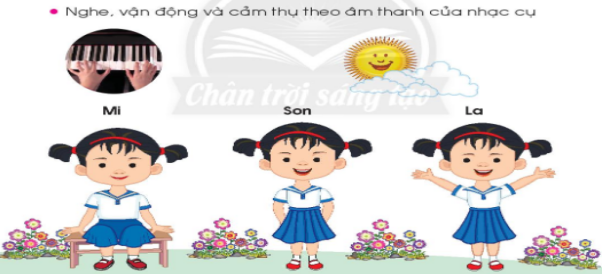 Nghe, vận động và cảm thụ theo âm thanh của nhạc cụ
Chân trời sáng tạo
Mi Son La